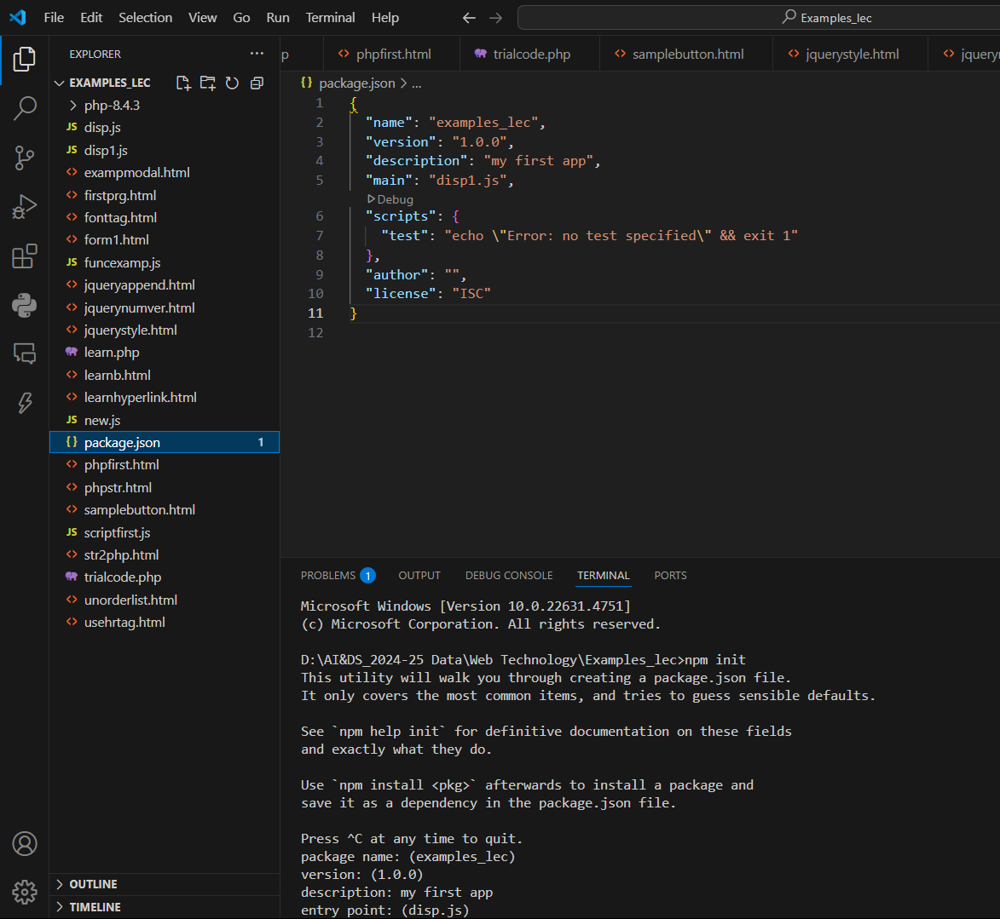 File Edit Selection View Go Run Terminal Help
Examples_lec
EXPLORER
EXAMPLES_LEC
php-8.4.3
JS disp.js
JS disp1.js
exampmodal.html
firstprg.html
fonttag.html
form1.html
JS funcexamp.js
jqueryappend.html
jquerynumver.html
jquerystyle.html
learn.php
learnb.html
learnhyperlink.html
JS new.js
{} package.json 1
phpfirst.html
phpstr.html
samplebutton.html
JS scriptfirst.js
str2php.html
trialcode.php
unorderlist.html
usehrtag.html
OUTLINE
TIMELINE
p phpfirst.html trialcode.php samplebutton.html jquerystyle.html jqueryn
{} package.json > ...
1 {
2 "name": "examples_lec",
3 "version": "1.0.0",
4 "description": "my first app",
5 "main": "disp1.js",
Debug
6 "scripts": {
7 "test": "echo \"Error: no test specified\" && exit 1"
8 },
9 "author": "",
10 "license": "ISC"
11 }
12
PROBLEMS 1 OUTPUT DEBUG CONSOLE TERMINAL PORTS
Microsoft Windows [Version 10.0.22631.4751]
(c) Microsoft Corporation. All rights reserved.
D:\AI&DS_2024-25 Data\Web Technology\Examples_lec>npm init
This utility will walk you through creating a package.json file.
It only covers the most common items, and tries to guess sensible defaults.
See `npm help init` for definitive documentation on these fields
and exactly what they do.
Use `npm install <pkg>` afterwards to install a package and
save it as a dependency in the package.json file.
Press ^C at any time to quit.
package name: (examples_lec)
version: (1.0.0)
description: my first app
entry point: (disp.js)